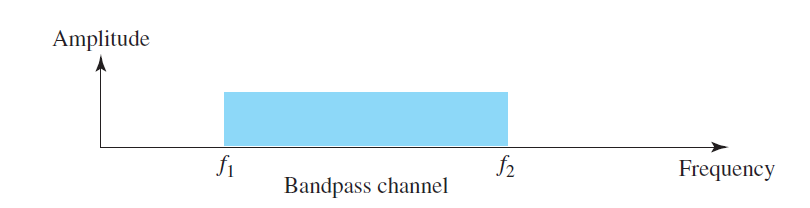 Amplitude
f1
f2
Frequency
Bandpass channel